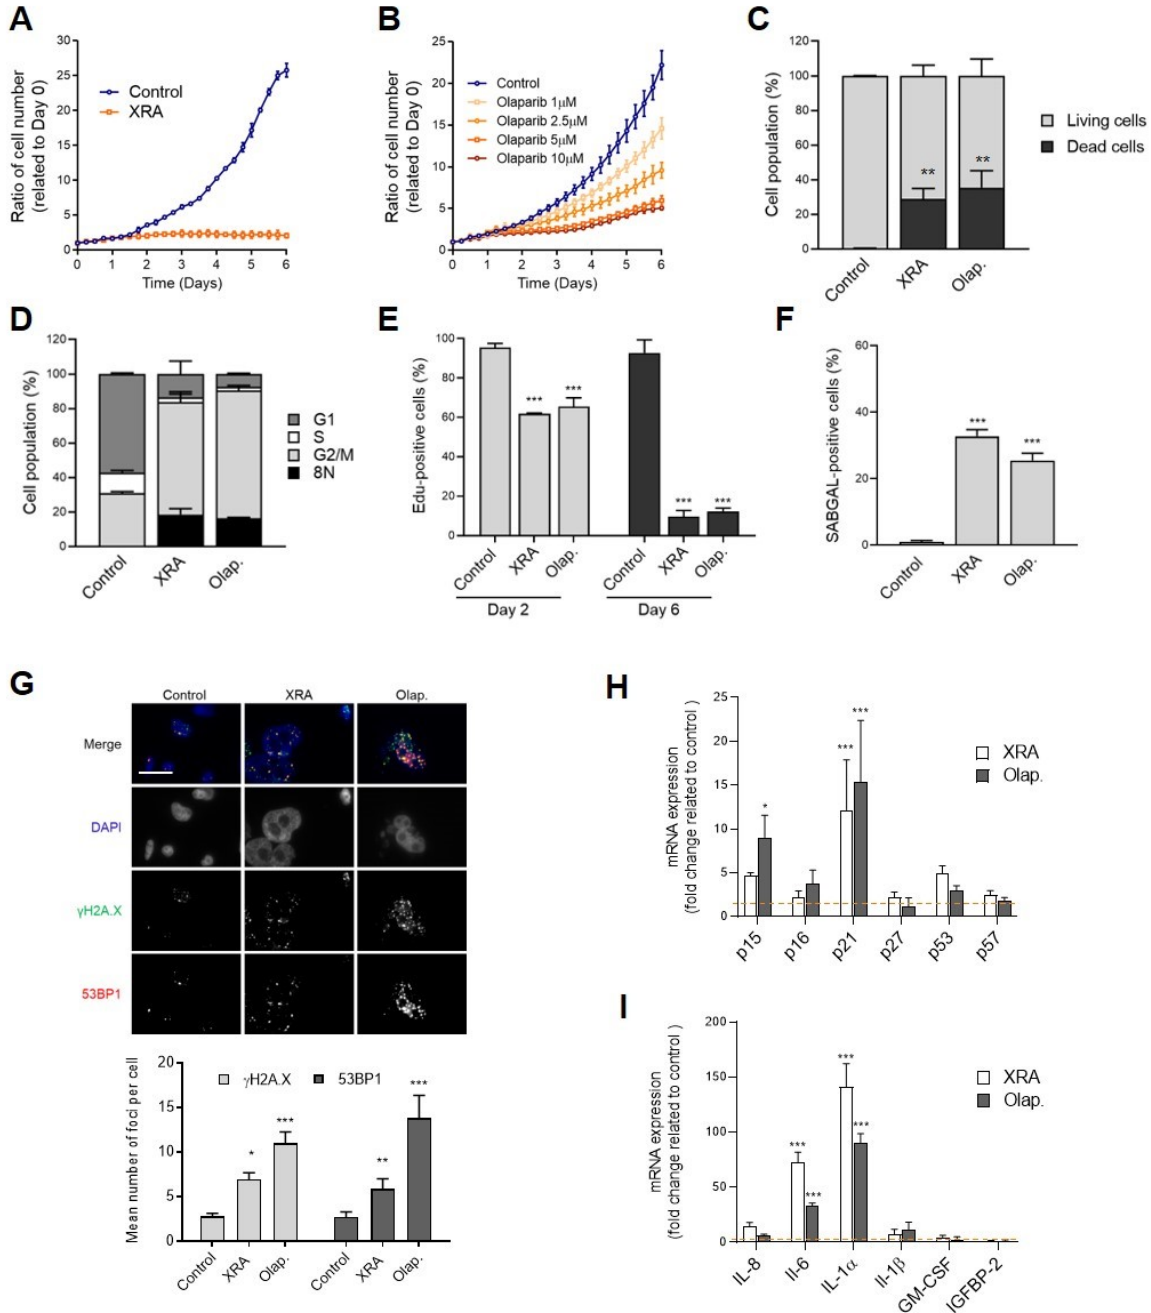 A
Ratio of cell number
(related to Day 0)
30
25
20
15
10
5
0
Control
XRA
0 1 2 3 4 5 6
Time (Days)
B
Ratio of cell number
(related to Day 0)
25
20
15
10
5
0
Control
Olaparib 1μM
Olaparib 2.5μM
Olaparib 5μM
Olaparib 10μM
0 1 2 3 4 5 6
Time (Days)
C
Cell population (%)
120
100
80
60
40
20
0
** **
Living cells
Dead cells
Control XRA Olap.
D
Cell population (%)
120
100
80
60
40
20
0
G1
S
G2/M
8N
Control XRA Olap.
E
Edu-positive cells (%)
100
80
60
40
20
0
*** *** *** ***
Control XRA Olap. Control XRA Olap.
Day 2 Day 6
F
SABGAL-positive cells (%)
60
40
20
0
*** ***
Control XRA Olap.
G
Control XRA Olap.
Merge
DAPI
γH2A.X
53BP1
Mean number of foci per cell
20
15
10
5
0
γH2A.X 53BP1
* *** ** ***
Control XRA Olap. Control XRA Olap.
H
mRNA expression
(fold change related to control )
25
20
15
10
5
0
* *** ***
XRA
Olap.
p15 p16 p21 p27 p53 p57
I
mRNA expression
(fold change related to control )
200
150
100
50
0
*** *** *** ***
XRA
Olap.
IL-8 Il-6 IL-1α Il-1β GM-CSF IGFBP-2